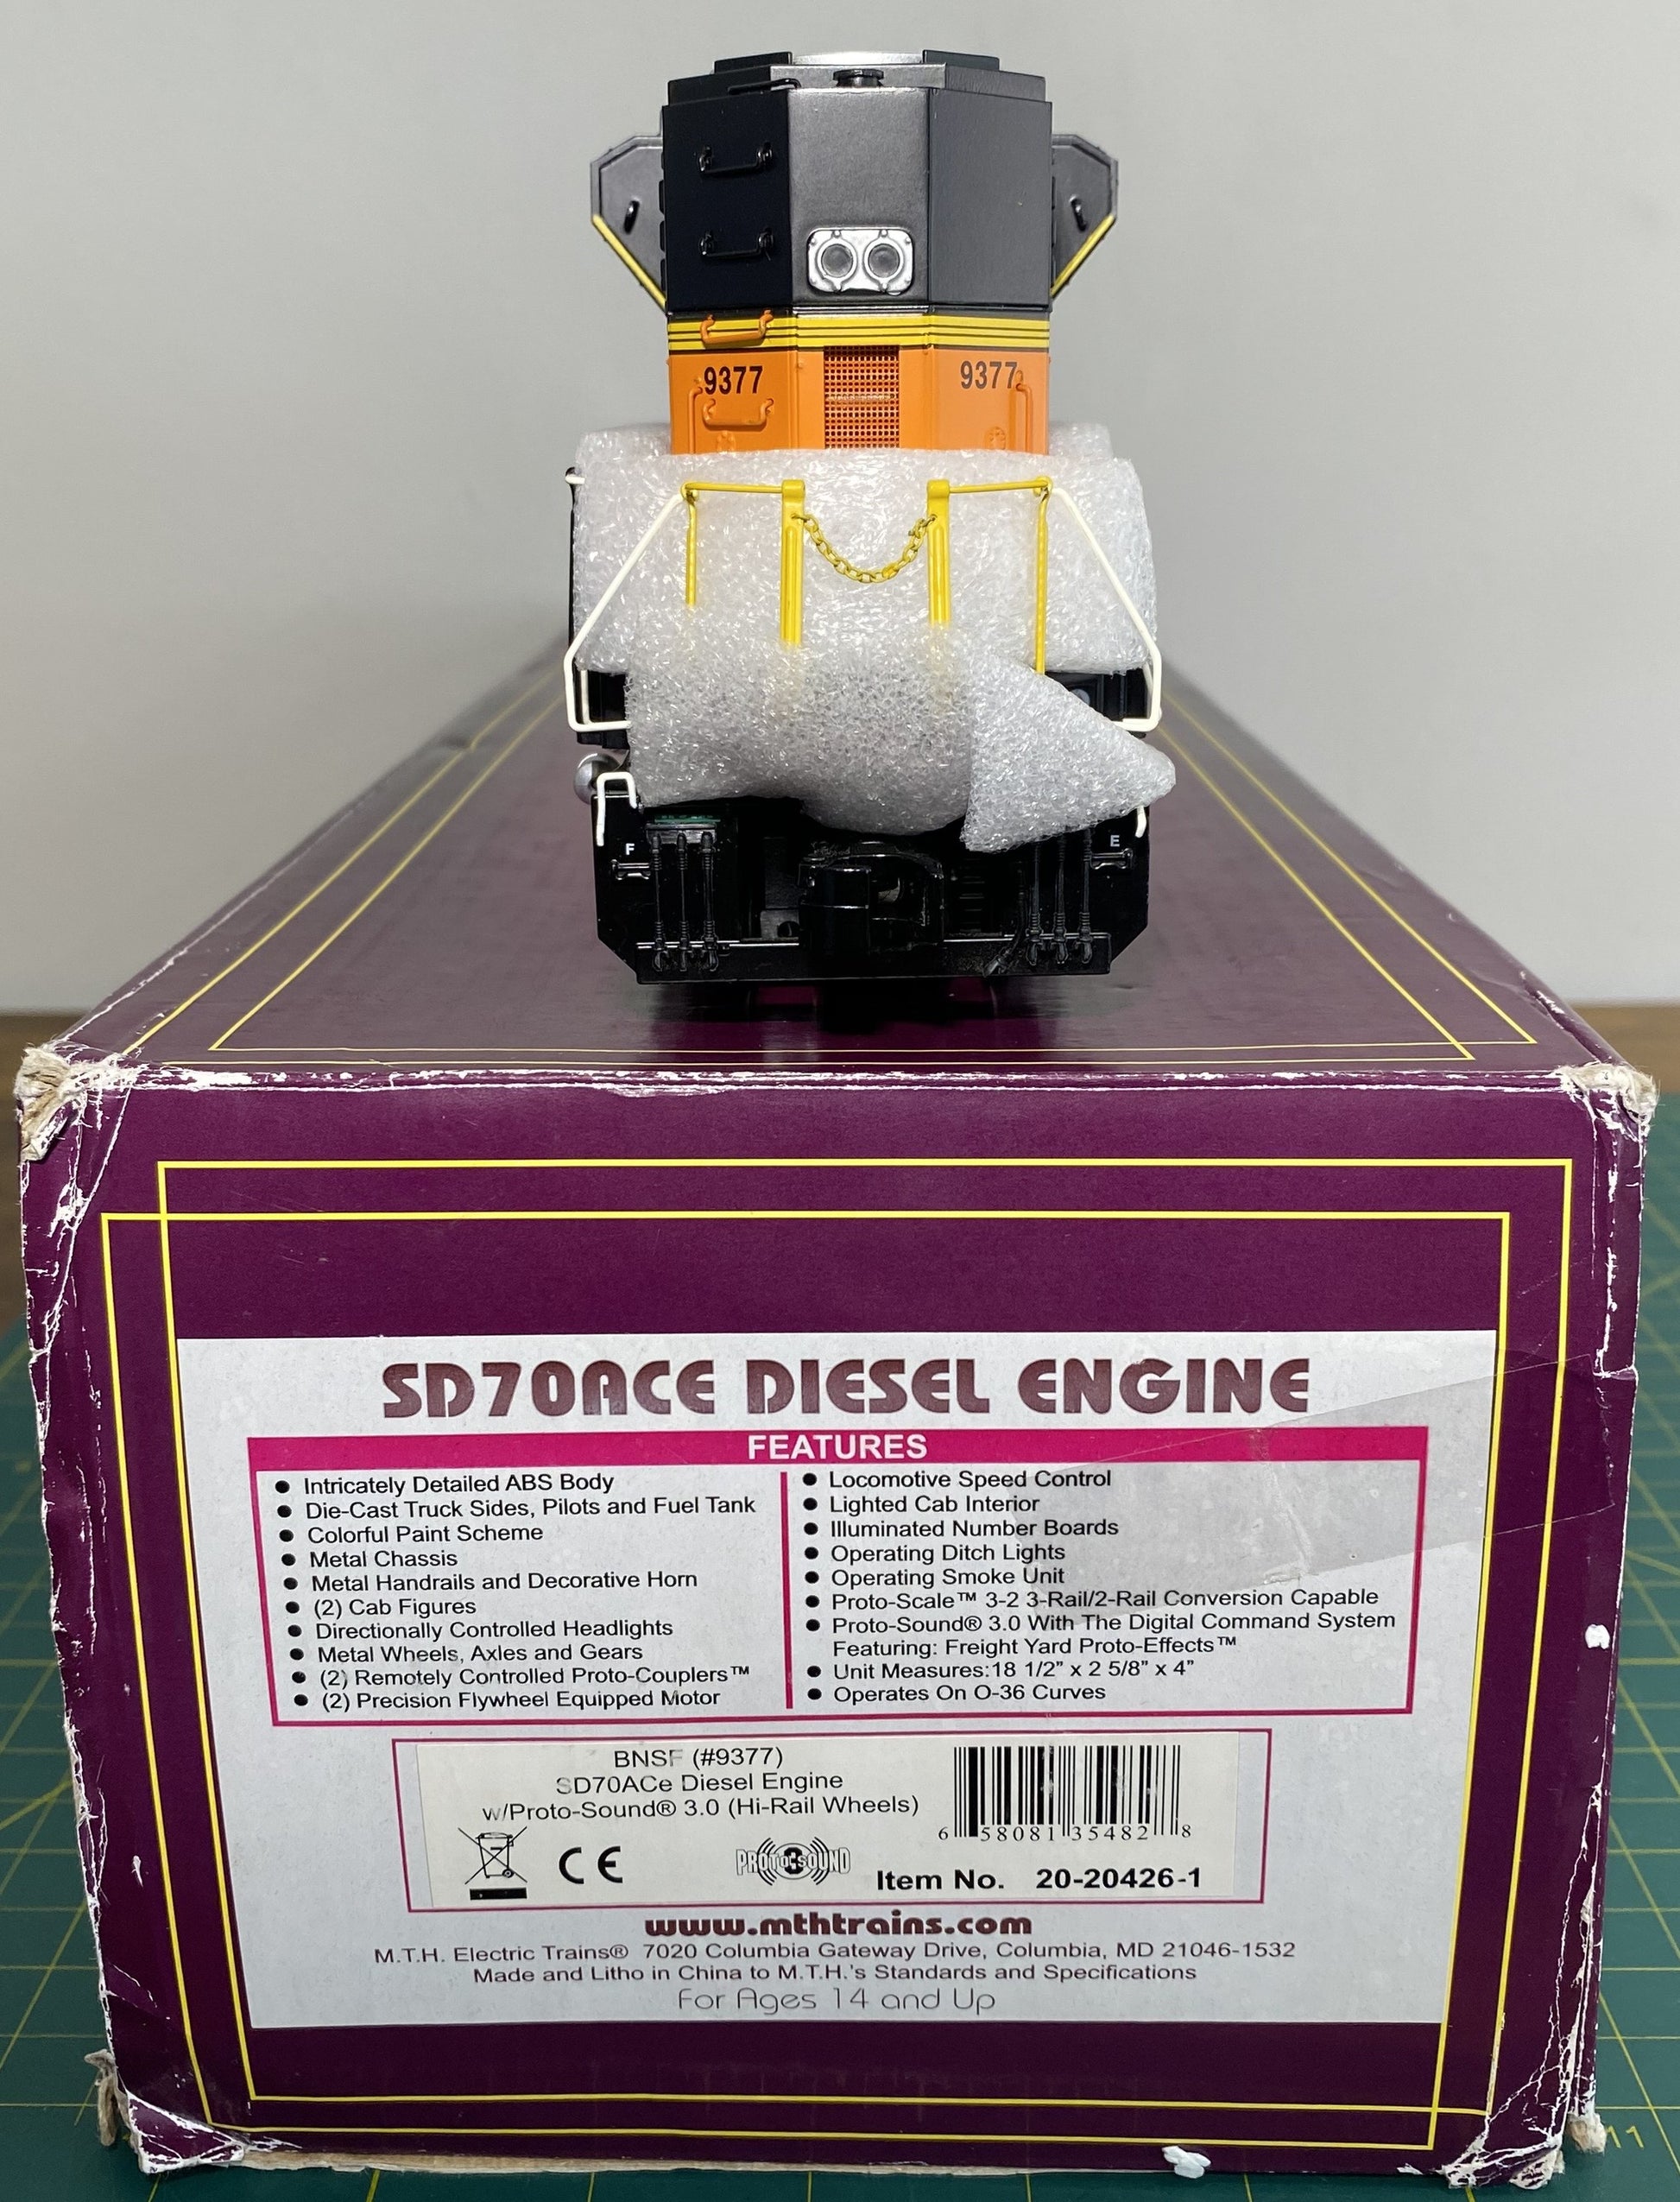 9377
9377
F
E
SD70ACE DIESEL ENGINE
FEATURES
● Intricately Detailed ABS Body
● Die-Cast Truck Sides, Pilots and Fuel Tank
● Colorful Paint Scheme
● Metal Chassis
● Metal Handrails and Decorative Horn
● (2) Cab Figures
● Directionally Controlled Headlights
● Metal Wheels, Axles and Gears
● (2) Remotely Controlled Proto-Couplers™
● (2) Precision Flywheel Equipped Motor
● Locomotive Speed Control
● Lighted Cab Interior
● Illuminated Number Boards
● Operating Ditch Lights
● Operating Smoke Unit
● Proto-Scale™ 3-2 3-Rail/2-Rail Conversion Capable
● Proto-Sound® 3.0 With The Digital Command System
Featuring: Freight Yard Proto-Effects™
● Unit Measures:18 1/2" x 2 5/8" x 4"
● Operates On O-36 Curves
BNSF (#9377)
SD70ACe Diesel Engine
w/Proto-Sound® 3.0 (Hi-Rail Wheels)
6 58081 35482 8
CE
PROTO-SOUND 3
Item No. 20-20426-1
www.mthtrains.com
M.T.H. Electric Trains® 7020 Columbia Gateway Drive, Columbia, MD 21046-1532
Made and Litho in China to M.T.H.'s Standards and Specifications
For Ages 14 and Up
11